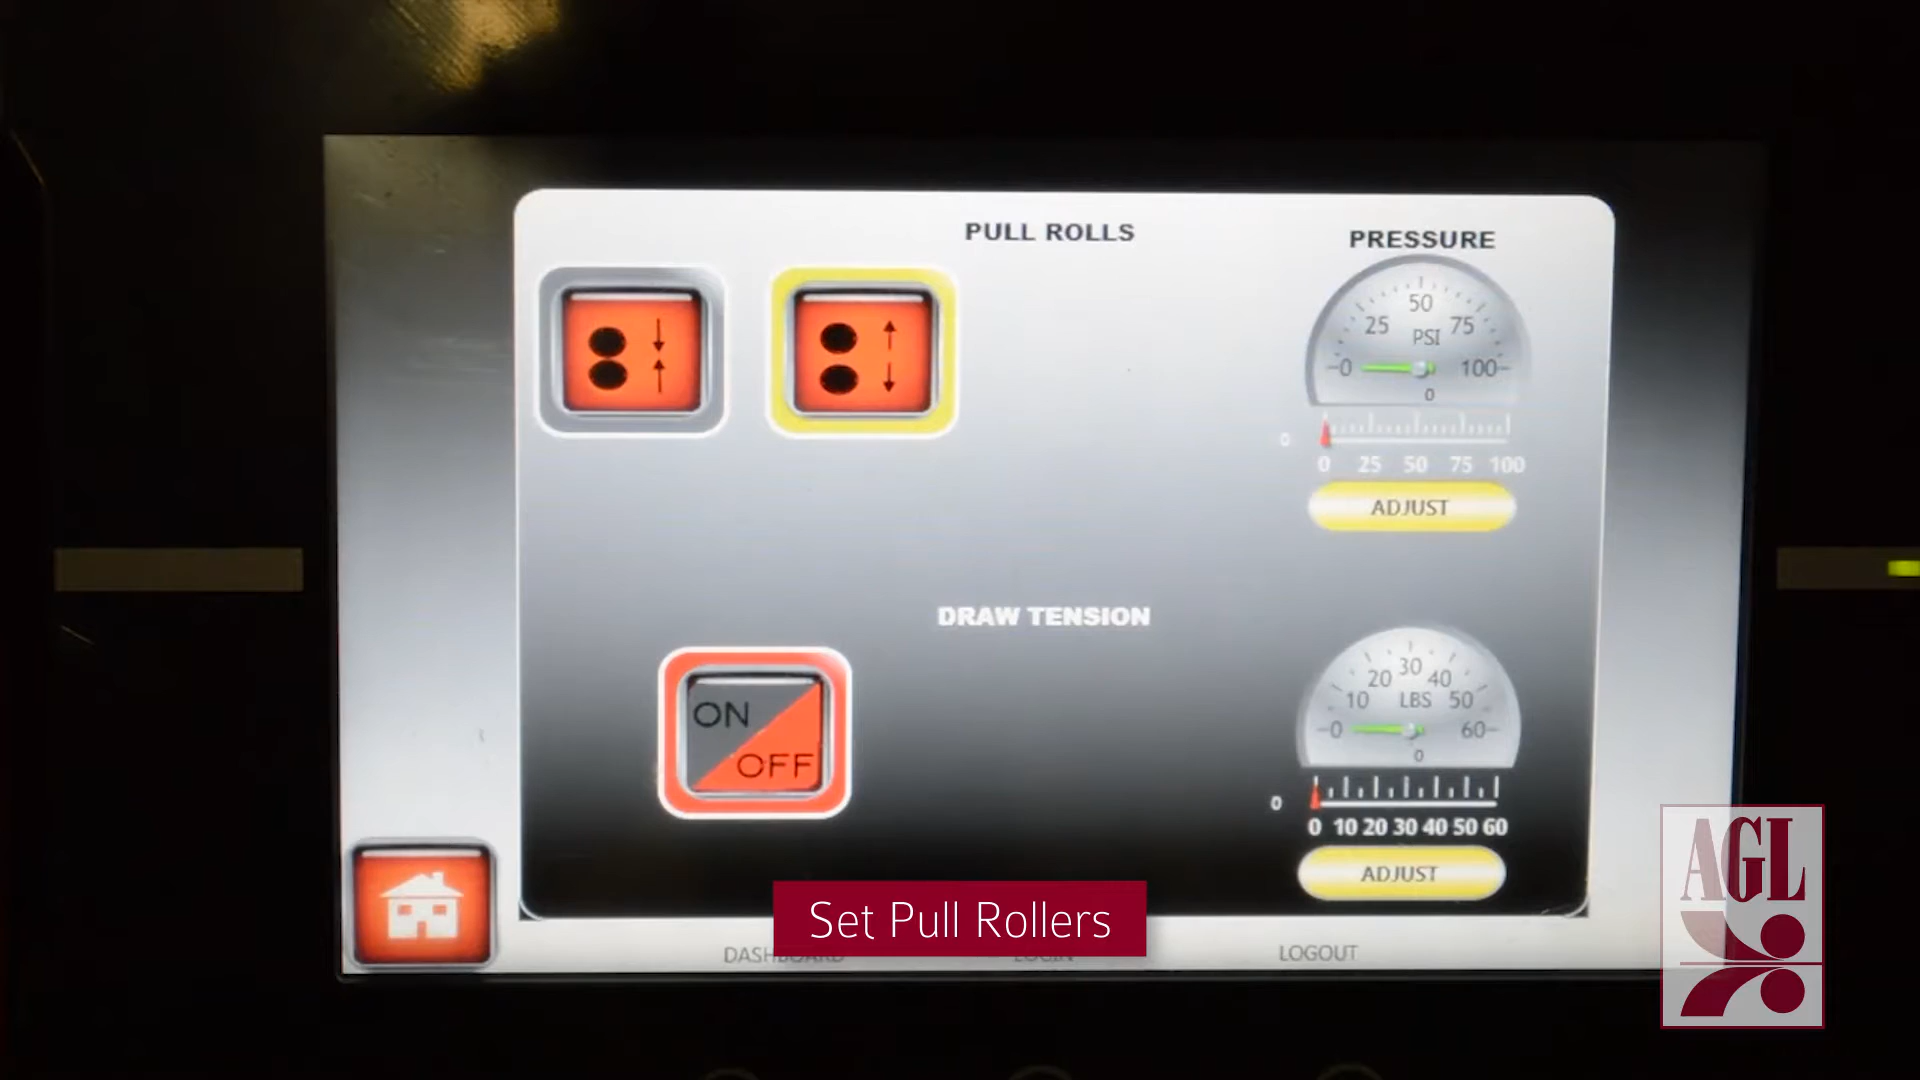 PULL ROLLS
PRESSURE
50
25 75
PSI
0 100
0
0
0 25 50 75 100
ADJUST
DRAW TENSION
30
20 40
10 LBS 50
0 60
0
ON
OFF
0
0 10 20 30 40 50 60
ADJUST
Set Pull Rollers
DASHBOARD LOGIN LOGOUT
AGL